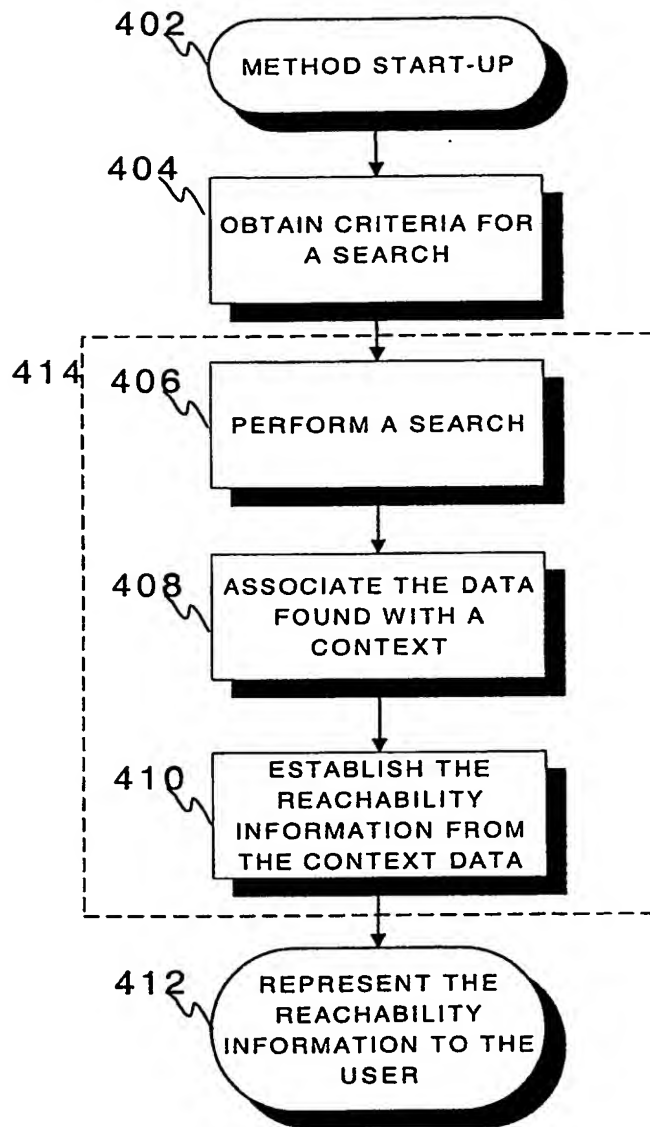 402
METHOD START-UP
404
OBTAIN CRITERIA FOR
A SEARCH
414
406
PERFORM A SEARCH
408
ASSOCIATE THE DATA
FOUND WITH A
CONTEXT
410
ESTABLISH THE
REACHABILITY
INFORMATION FROM
THE CONTEXT DATA
412
REPRESENT THE
REACHABILITY
INFORMATION TO THE
USER